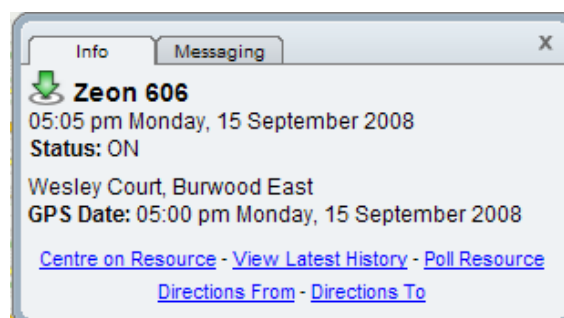 Info Messaging X
Zeon 606
05:05 pm Monday, 15 September 2008
Status: ON
Wesley Court, Burwood East
GPS Date: 05:00 pm Monday, 15 September 2008
Centre on Resource - View Latest History - Poll Resource
Directions From - Directions To